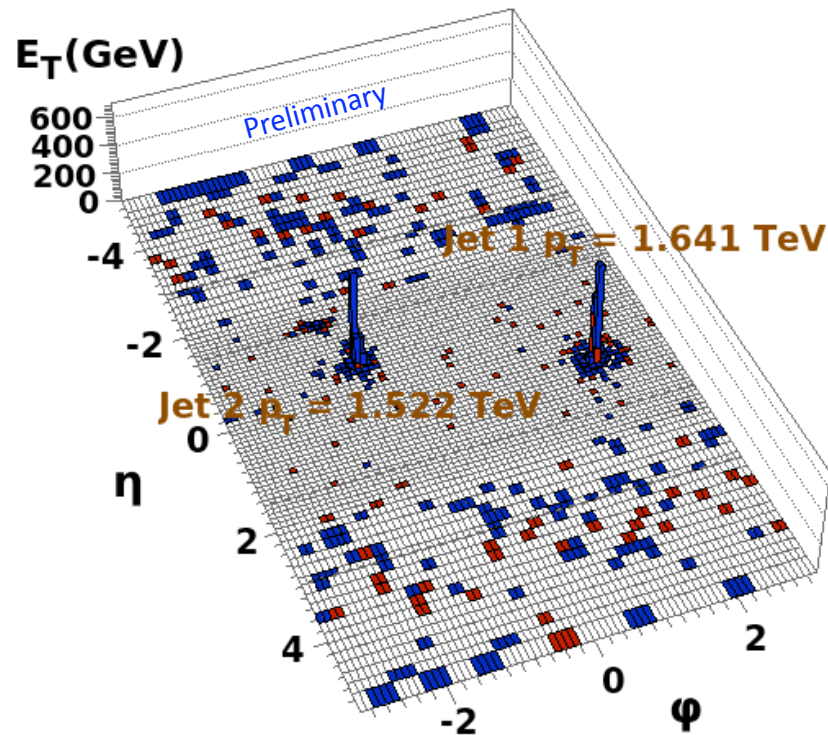 E_T(GeV)
Preliminary
600
400
200
0
-4
Jet 1 p_T = 1.641 TeV
-2
Jet 2 p_T = 1.522 TeV
0
η
2
4
2
0
-2
φ